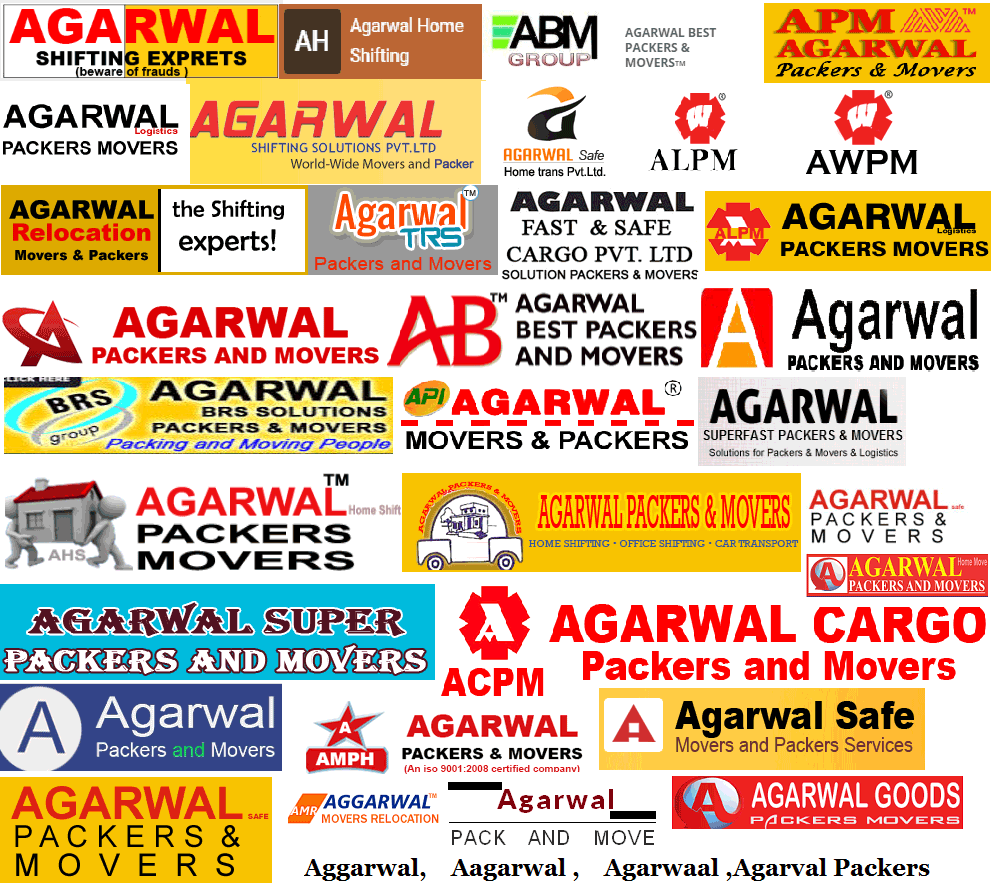 AGARWAL
SHIFTING EXPRETS
(beware of frauds )
AH
Agarwal Home
Shifting
ABM
GROUP
AGARWAL BEST
PACKERS &
MOVERS™
APM™
AGARWAL
Packers & Movers
AGARWAL
Logistics
PACKERS MOVERS
AGARWAL
SHIFTING SOLUTIONS PVT.LTD
World-Wide Movers and Packer
®
AGARWAL Safe
Home trans Pvt.Ltd.
®
ALPM
®
AWPM
AGARWAL
Relocation
Movers & Packers
the Shifting
experts!
Agarwal™
TRS
Packers and Movers
AGARWAL
FAST & SAFE
CARGO PVT. LTD
SOLUTION PACKERS & MOVERS
ALPM
AGARWAL
Logistics
PACKERS MOVERS
A
AGARWAL
PACKERS AND MOVERS
AB™
AGARWAL
BEST PACKERS
AND MOVERS
A
Agarwal
PACKERS AND MOVERS
CLICK HERE
BRS
group
AGARWAL
BRS SOLUTIONS
PACKERS & MOVERS
Packing and Moving People
API
AGARWAL®
MOVERS & PACKERS
AGARWAL
SUPERFAST PACKERS & MOVERS
Solutions for Packers & Movers & Logistics
AHS
AGARWAL™
Home Shift
PACKERS
MOVERS
AGARWAL PACKERS & MOVERS
AGARWAL PACKERS & MOVERS
HOME SHIFTING • OFFICE SHIFTING • CAR TRANSPORT
AGARWAL safe
PACKERS &
MOVERS
A
AGARWAL Home Move
PACKERS AND MOVERS
AGARWAL SUPER
PACKERS AND MOVERS
A
ACPM
AGARWAL CARGO
Packers and Movers
A
Agarwal
Packers and Movers
A
AMPH
AGARWAL
PACKERS & MOVERS
(An iso 9001:2008 certified company)
A
Agarwal Safe
Movers and Packers Services
AGARWAL SAFE
PACKERS &
MOVERS
AMR
AGGARWAL™
MOVERS RELOCATION
Agarwal
PACK AND MOVE
A
AGARWAL GOODS
PACKERS MOVERS
Aggarwal, Aagarwal , Agarwaal ,Agarval Packers